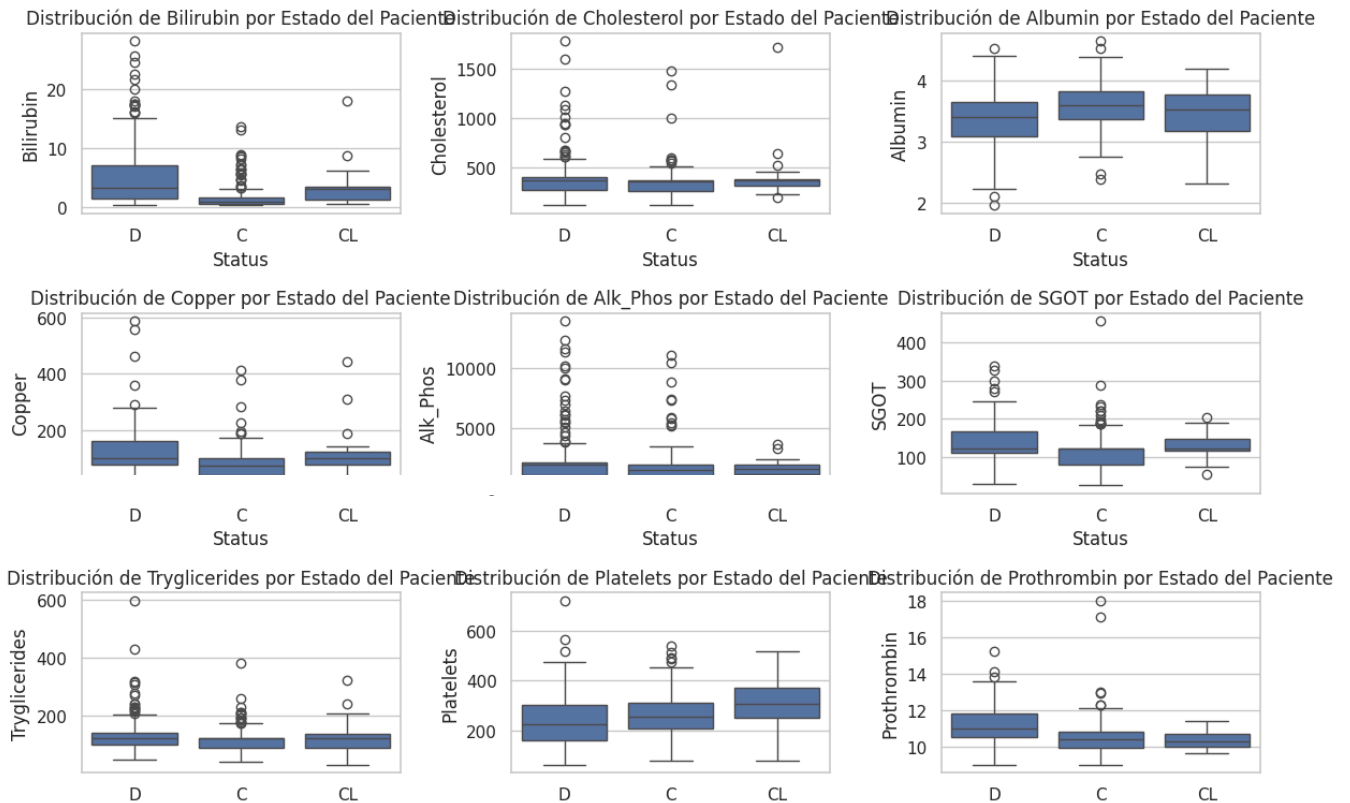 Distribución de Bilirubin por Estado del Paciente
Bilirubin
20
10
0
D C CL
Status
Distribución de Cholesterol por Estado del Paciente
Cholesterol
1500
1000
500
D C CL
Status
Distribución de Albumin por Estado del Paciente
Albumin
4
3
2
D C CL
Status
Distribución de Copper por Estado del Paciente
Copper
600
400
200
D C CL
Status
Distribución de Alk_Phos por Estado del Paciente
Alk_Phos
10000
5000
D C CL
Status
Distribución de SGOT por Estado del Paciente
SGOT
400
300
200
100
D C CL
Status
Distribución de Tryglicerides por Estado del Paciente
Tryglicerides
600
400
200
D C CL
Distribución de Platelets por Estado del Paciente
Platelets
600
400
200
D C CL
Distribución de Prothrombin por Estado del Paciente
Prothrombin
18
16
14
12
10
D C CL